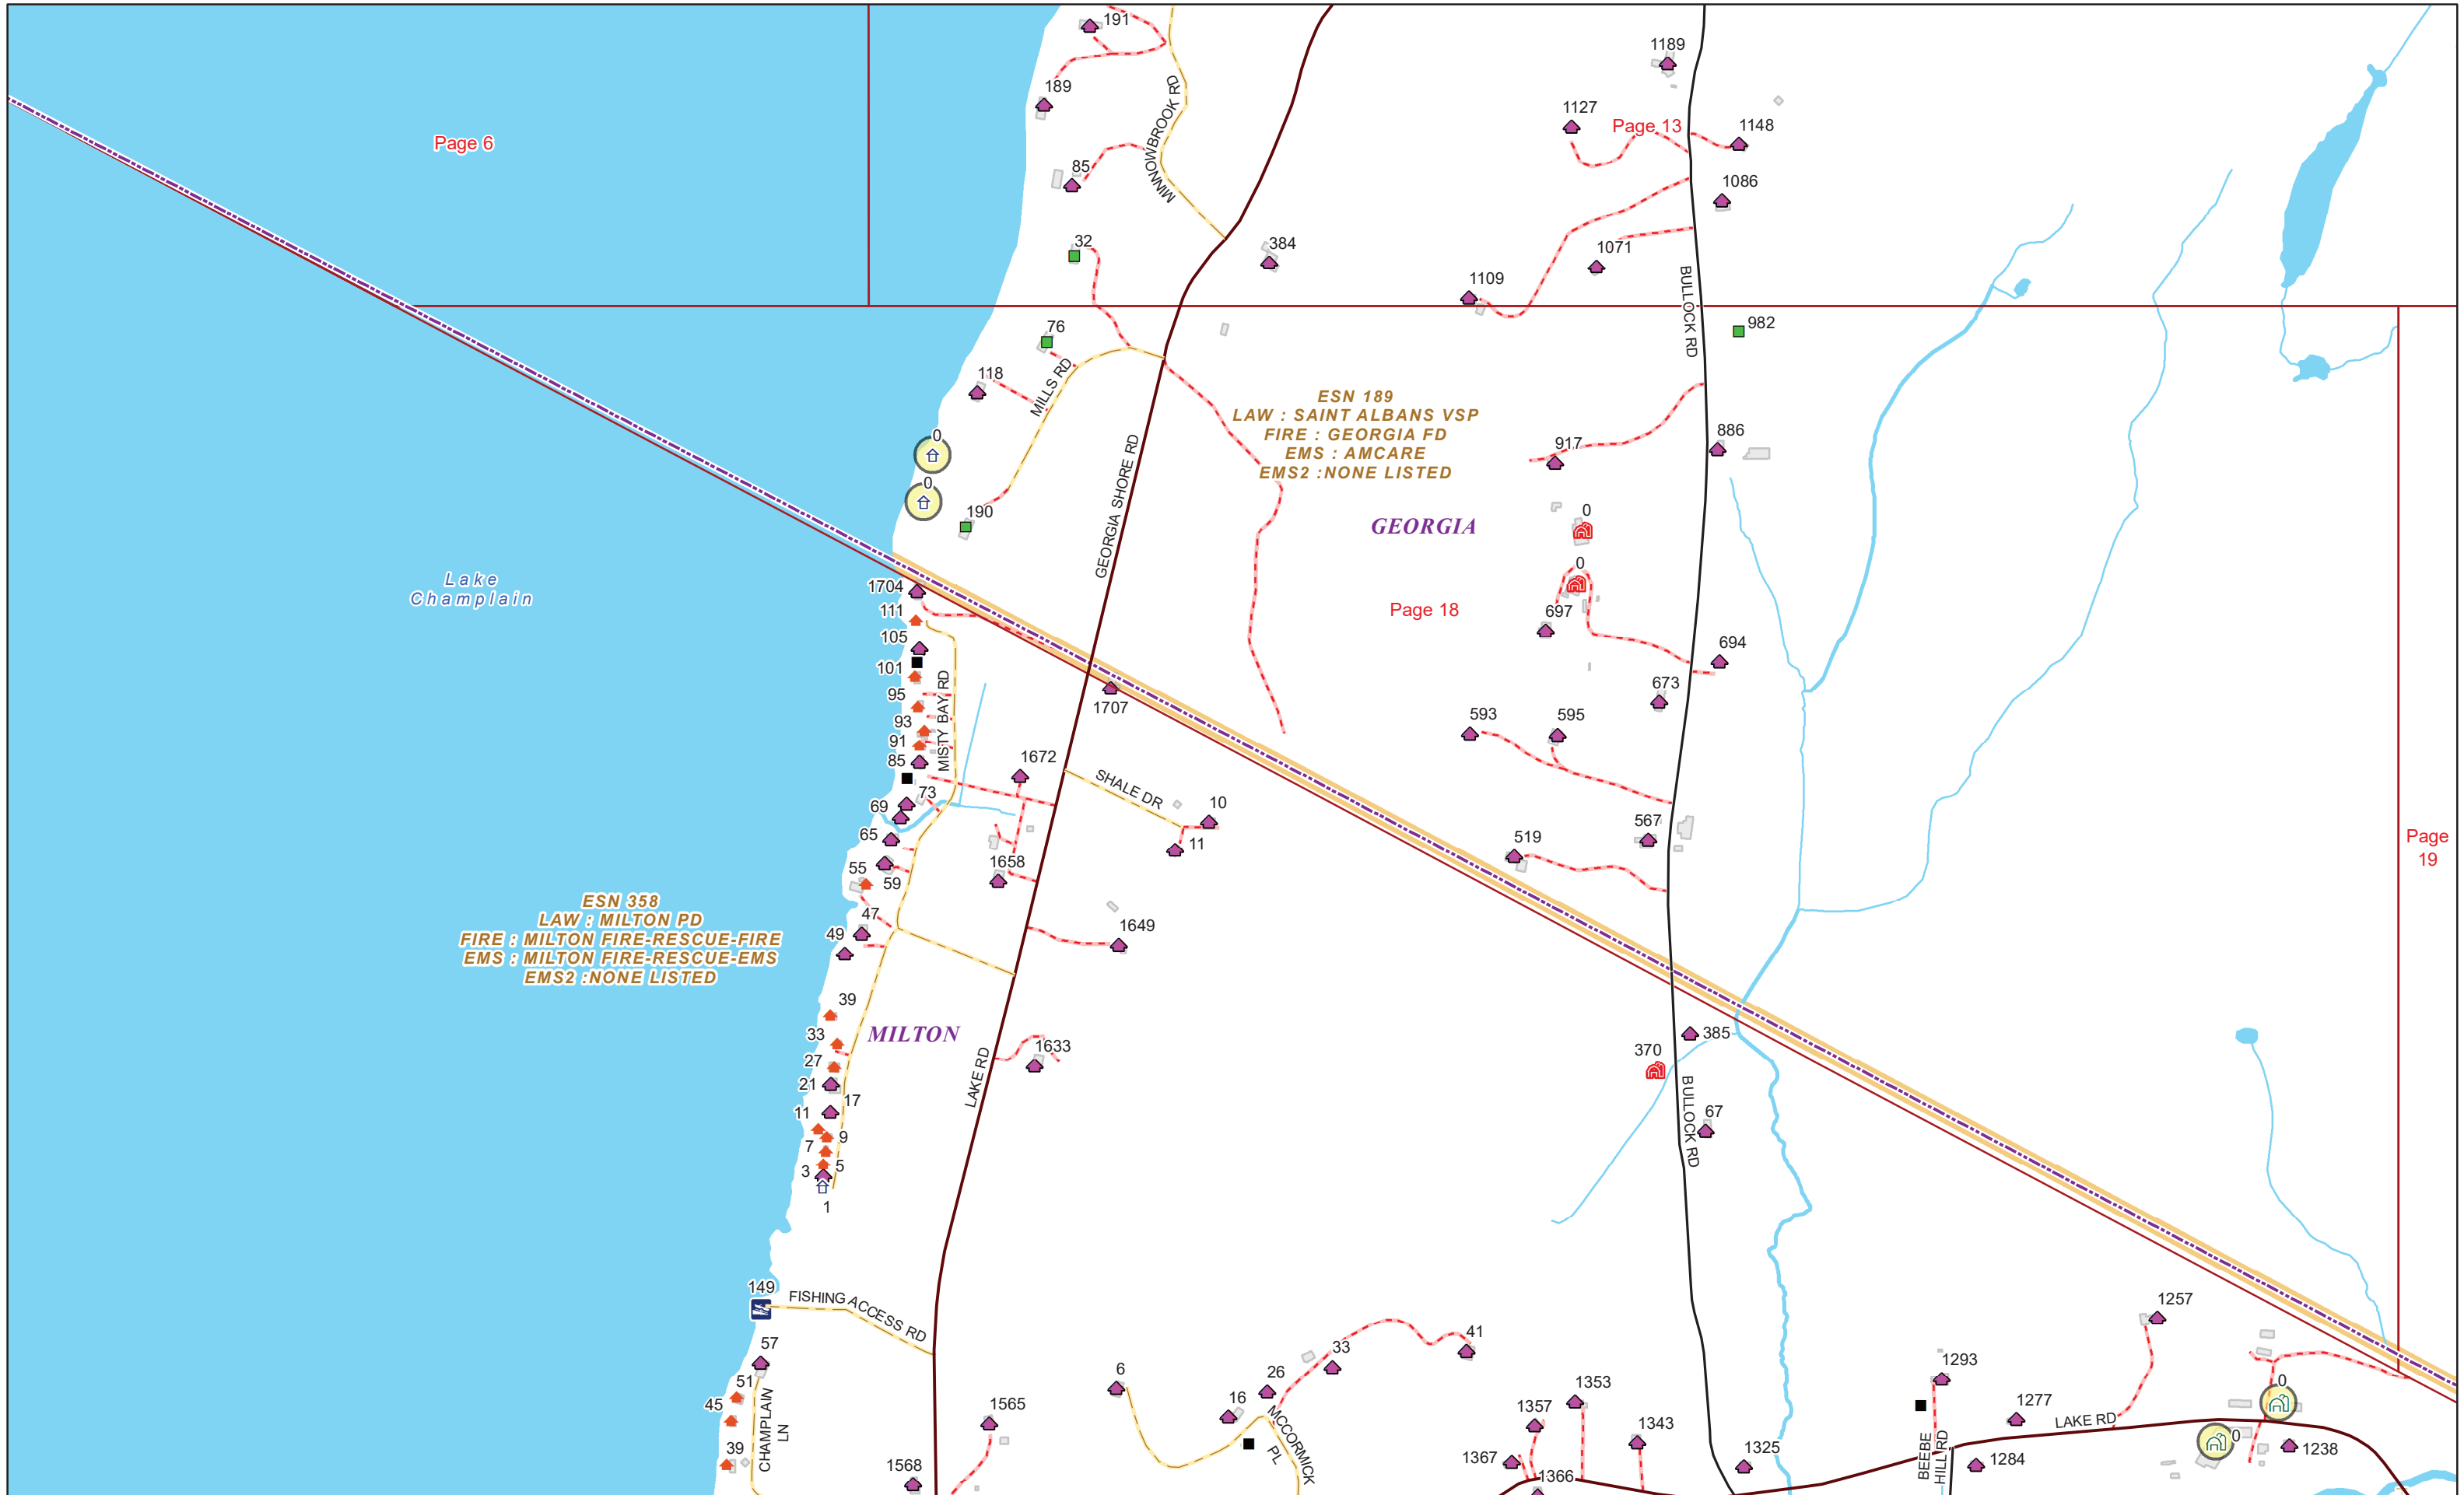 191
1189
189
1127
Page 13
1148
Page 6
MINNOWBROOK RD
85
1086
32
384
1071
1109
BULLOCK RD
76
982
118
MILLS RD
ESN 189
LAW : SAINT ALBANS VSP
FIRE : GEORGIA FD
EMS : AMCARE
EMS2 :NONE LISTED
0
917
886
0
190
GEORGIA SHORE RD
GEORGIA
0
0
Lake
Champlain
1704
Page 18
697
111
105
694
101
95
MISTY BAY RD
673
1707
93
593
595
91
85
1672
SHALE DR
73
69
10
65
11
519
567
Page
19
1658
55
59
ESN 358
LAW : MILTON PD
FIRE : MILTON FIRE-RESCUE-FIRE
EMS : MILTON FIRE-RESCUE-EMS
EMS2 :NONE LISTED
47
49
1649
39
MILTON
33
385
27
1633
370
21
LAKE RD
17
11
67
BULLOCK RD
9
7
5
3
1
149
FISHING ACCESS RD
1257
57
41
33
6
26
1293
51
45
CHAMPLAIN
LN
16
1565
MCCORMICK
PL
1357
1353
1343
1277
LAKE RD
0
0
39
1367
1325
BEEBE
HILL RD
1284
1238
1568
1366